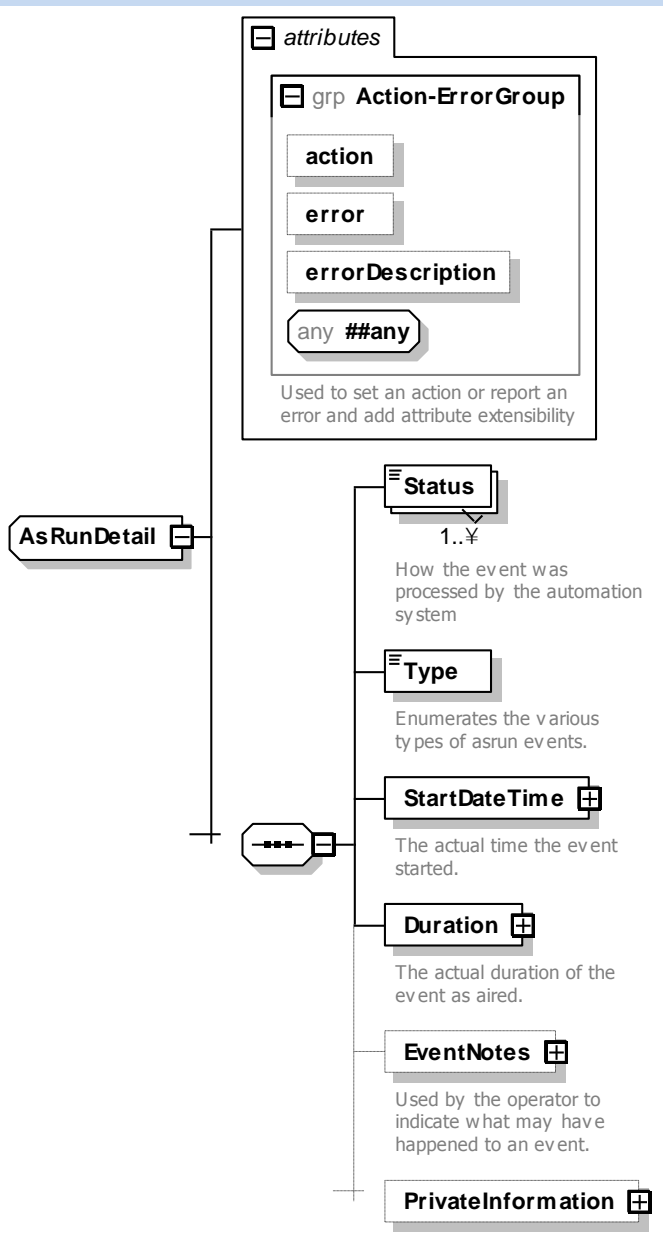 attributes
grp Action-ErrorGroup
action
error
errorDescription
any ##any
Used to set an action or report an
error and add attribute extensibility
AsRunDetail
Status
1..¥
How the event was
processed by the automation
system
Type
Enumerates the various
types of asrun events.
StartDateTime
The actual time the event
started.
Duration
The actual duration of the
event as aired.
EventNotes
Used by the operator to
indicate what may have
happened to an event.
PrivateInformation